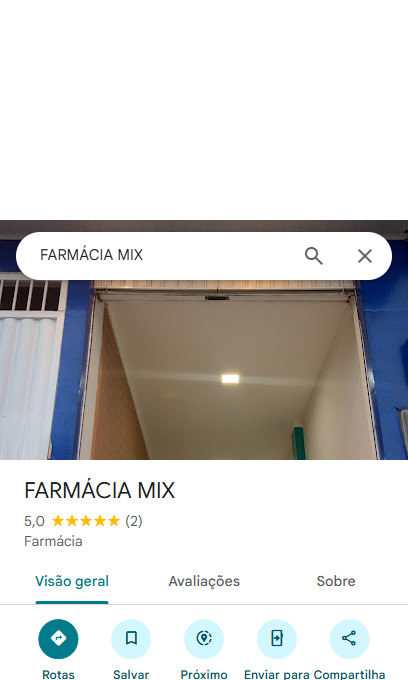 FARMÁCIA MIX
FARMÁCIA MIX
5,0 (2)
Farmácia
Visão geral Avaliações Sobre
Rotas Salvar Próximo Enviar para Compartilha